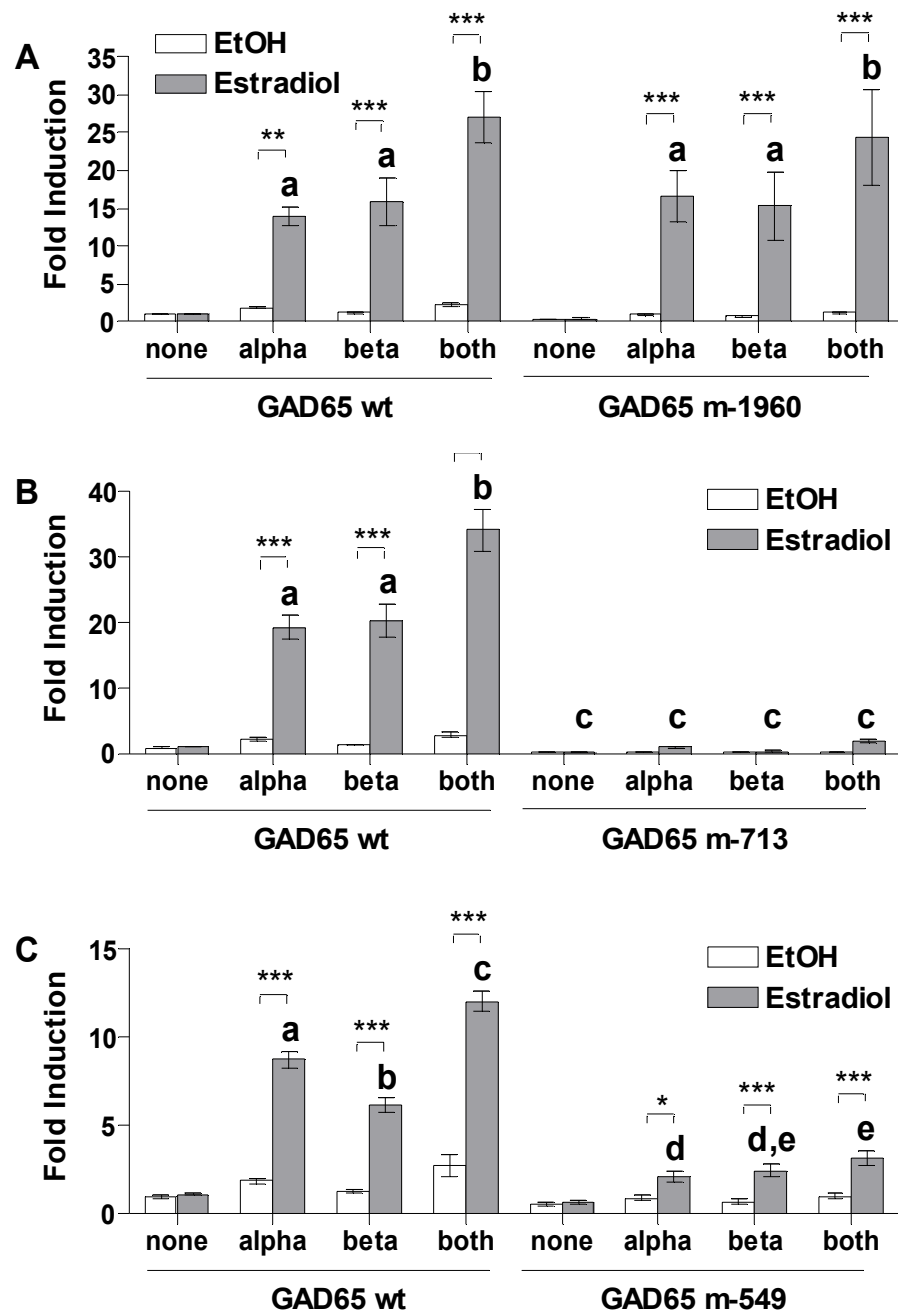 A
EtOH
Estradiol
*** ***
** *** *** ***
a a b a a b
Fold Induction
35
30
25
20
15
10
5
0
none alpha beta both none alpha beta both
GAD65 wt GAD65 m-1960
B
EtOH
Estradiol
*** ***
a a b c c c c
Fold Induction
40
30
20
10
0
none alpha beta both none alpha beta both
GAD65 wt GAD65 m-713
C
EtOH
Estradiol
*** *** *** * *** ***
a b c d d,e e
Fold Induction
15
10
5
0
none alpha beta both none alpha beta both
GAD65 wt GAD65 m-549